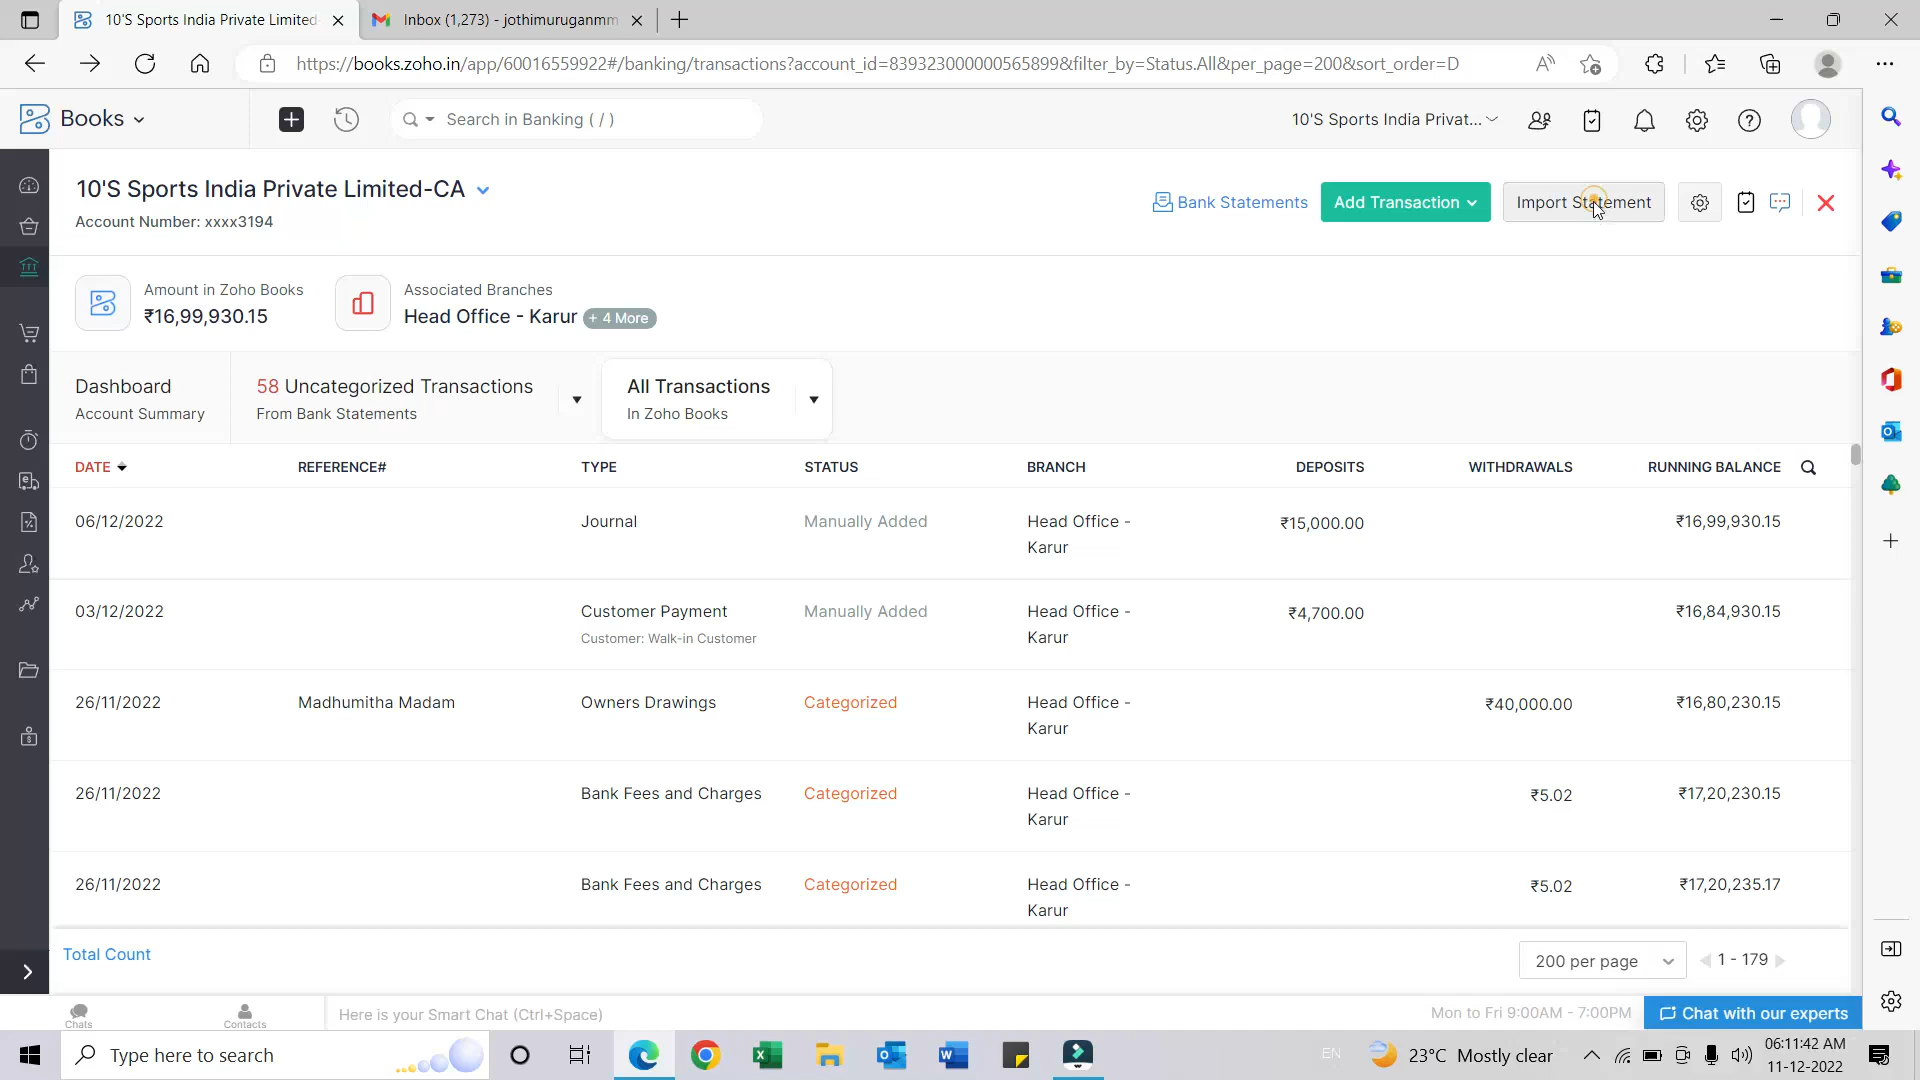 10'S Sports India Private Limited-
Inbox (1,273) - jothimuruganmm
https://books.zoho.in/app/60016559922#/banking/transactions?account_id=839323000000565899&filter_by=Status.All&per_page=200&sort_order=D
Books
Search in Banking ( / )
10'S Sports India Privat...
10'S Sports India Private Limited-CA
Account Number: xxxx3194
Bank Statements
Add Transaction
Import Statement
Amount in Zoho Books
₹16,99,930.15
Associated Branches
Head Office - Karur + 4 More
Dashboard
Account Summary
58 Uncategorized Transactions
From Bank Statements
All Transactions
In Zoho Books
DATE REFERENCE# TYPE STATUS BRANCH DEPOSITS WITHDRAWALS RUNNING BALANCE
06/12/2022 Journal Manually Added Head Office - ₹15,000.00 ₹16,99,930.15
Karur
03/12/2022 Customer Payment Manually Added Head Office - ₹4,700.00 ₹16,84,930.15
Customer: Walk-in Customer Karur
26/11/2022 Madhumitha Madam Owners Drawings Categorized Head Office - ₹40,000.00 ₹16,80,230.15
Karur
26/11/2022 Bank Fees and Charges Categorized Head Office - ₹5.02 ₹17,20,230.15
Karur
26/11/2022 Bank Fees and Charges Categorized Head Office - ₹5.02 ₹17,20,235.17
Karur
Total Count
200 per page
1 - 179
Chats
Contacts
Here is your Smart Chat (Ctrl+Space)
Mon to Fri 9:00AM - 7:00PM
Chat with our experts
Type here to search
EN
23°C Mostly clear
06:11:42 AM
11-12-2022